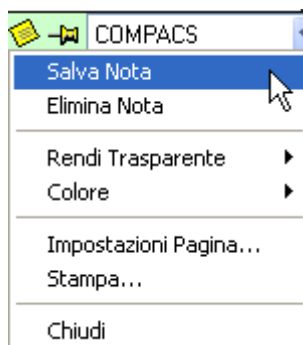 COMPACS
Salva Nota
Elimina Nota
Rendi Trasparente
Colore
Impostazioni Pagina...
Stampa...
Chiudi